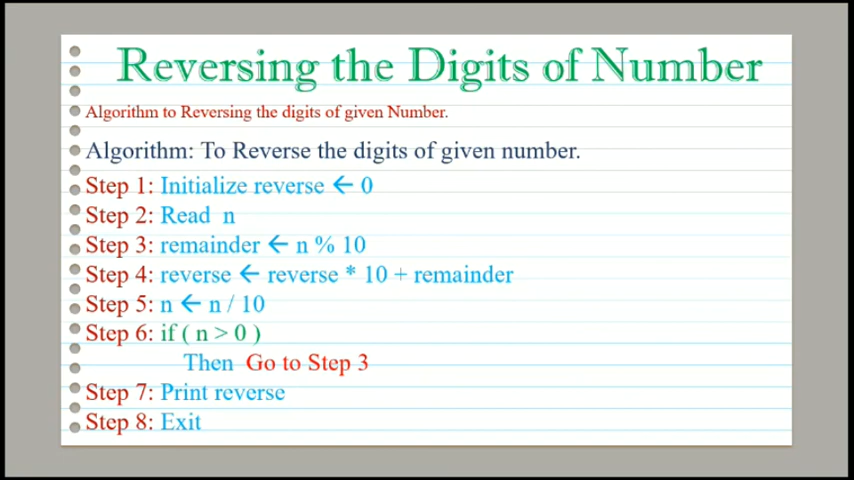 Reversing the Digits of Number
Algorithm to Reversing the digits of given Number.
Algorithm: To Reverse the digits of given number.
Step 1: Initialize reverse ← 0
Step 2: Read n
Step 3: remainder ← n % 10
Step 4: reverse ← reverse * 10 + remainder
Step 5: n ← n / 10
Step 6: if ( n > 0 )
Then Go to Step 3
Step 7: Print reverse
Step 8: Exit